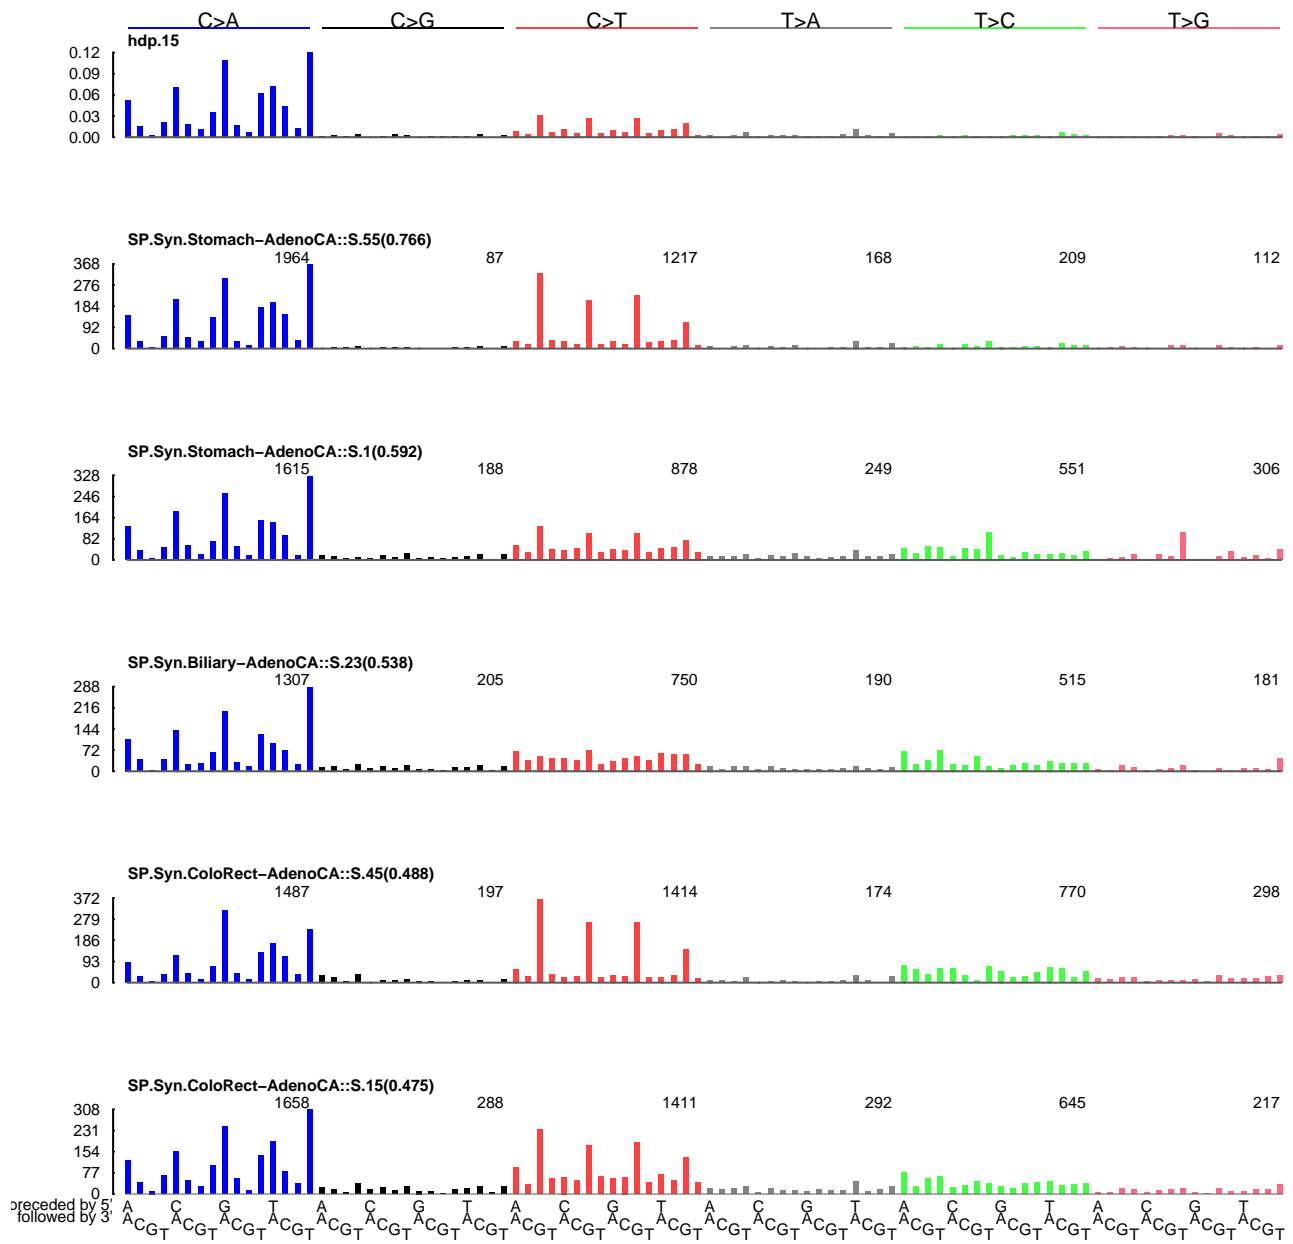 C>A C>G C>T T>A T>C T>G
hdp.15
0.12
0.09
0.06
0.03
0.00
SP.Syn.Stomach−AdenoCA::S.55(0.766)
1964 87 1217 168 209 112
368
276
184
92
0
SP.Syn.Stomach−AdenoCA::S.1(0.592)
1615 188 878 249 551 306
328
246
164
82
0
SP.Syn.Biliary−AdenoCA::S.23(0.538)
1307 205 750 190 515 181
288
216
144
72
0
SP.Syn.ColoRect−AdenoCA::S.45(0.488)
1487 197 1414 174 770 298
372
279
186
93
0
SP.Syn.ColoRect−AdenoCA::S.15(0.475)
1658 288 1411 292 645 217
308
231
154
77
0
preceded by 5' A C G T A C G T A C G T A C G T A C G T A C G T
followed by 3' A C G T A C G T A C G T A C G T A C G T A C G T A C G T A C G T A C G T A C G T A C G T A C G T A C G T A C G T A C G T A C G T A C G T A C G T A C G T A C G T A C G T A C G T A C G T A C G T